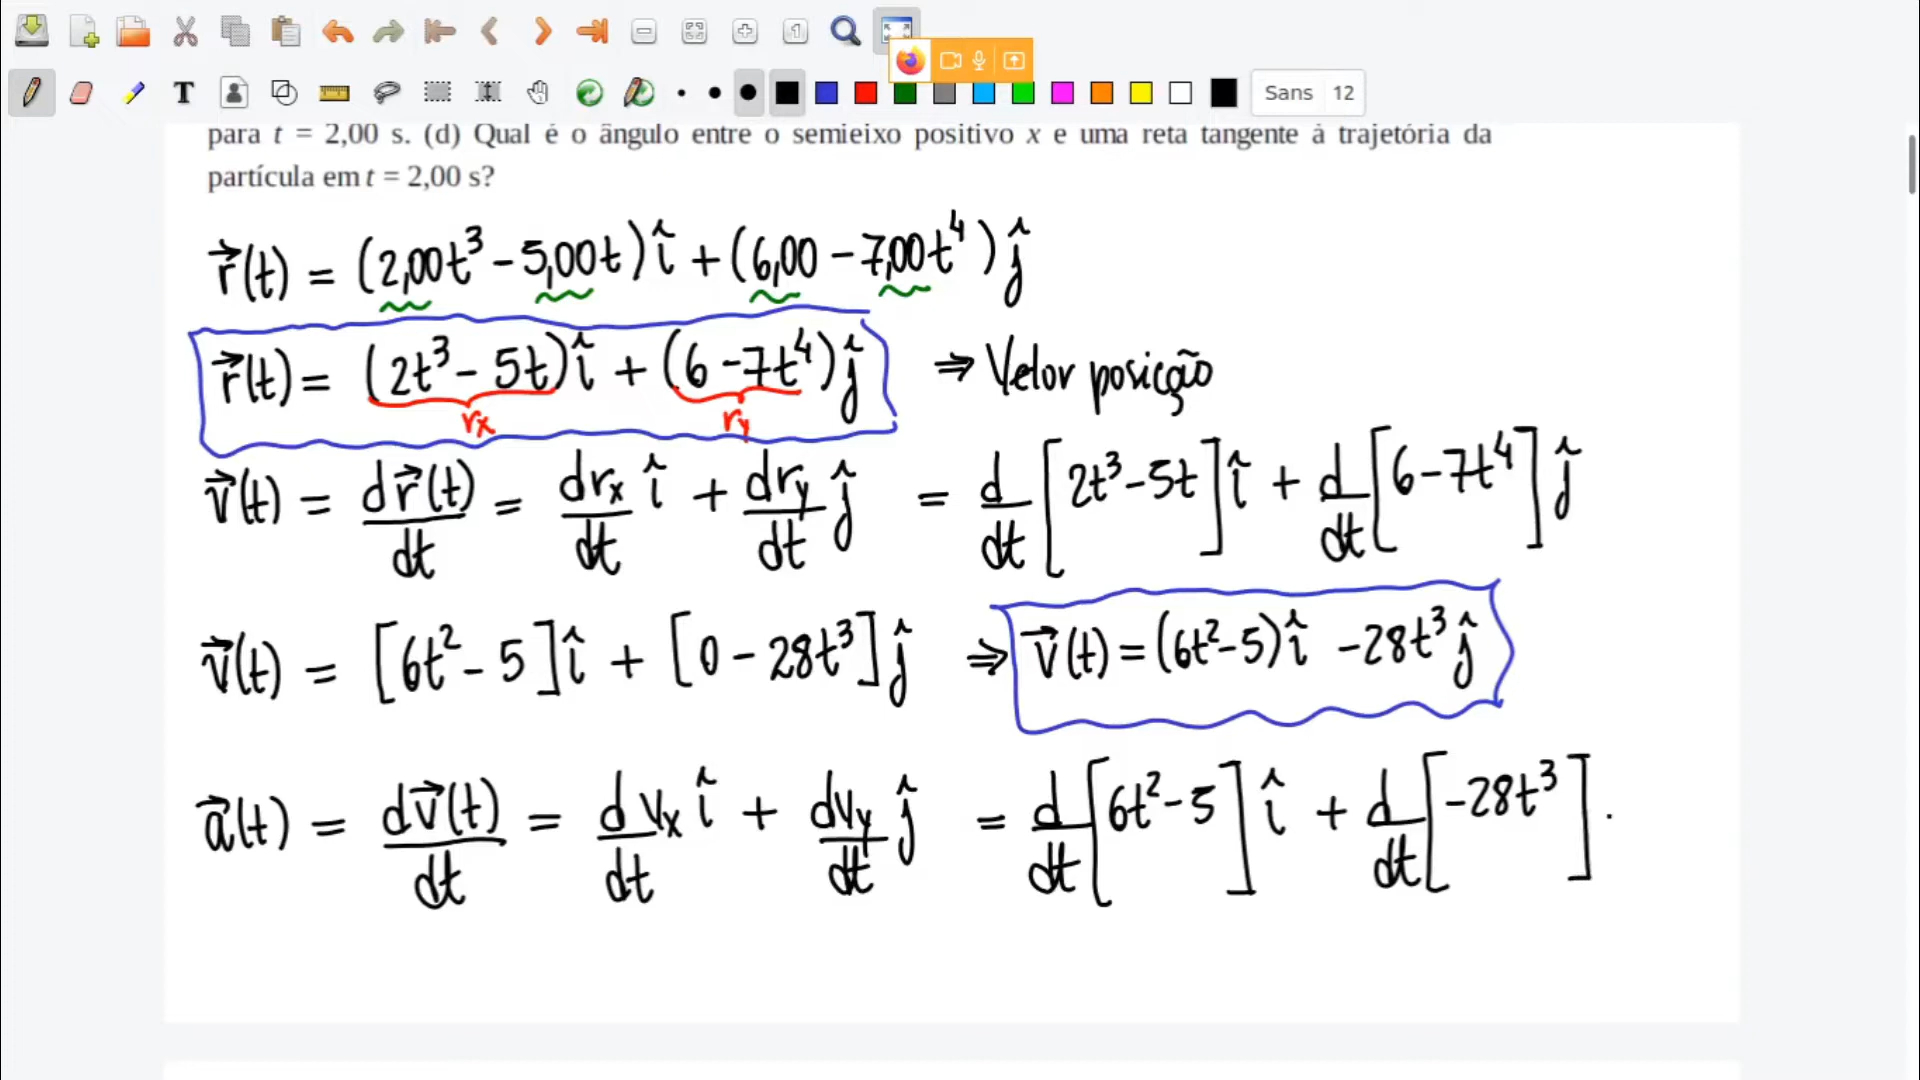 T
1
Sans 12
para t = 2,00 s. (d) Qual é o ângulo entre o semieixo positivo x e uma reta tangente à trajetória da
partícula em t = 2,00 s?
r⃗(t) = (2,00t³ - 5,00t) î + (6,00 - 7,00t⁴) ĵ
r⃗(t) = (2t³ - 5t) î + (6 - 7t⁴) ĵ ⇒ Vetor posição
rx ry
v⃗(t) = dr⃗(t)/dt = drx/dt î + dry/dt ĵ = d/dt [2t³ - 5t] î + d/dt [6 - 7t⁴] ĵ
v⃗(t) = [6t² - 5] î + [0 - 28t³] ĵ ⇒ v⃗(t) = (6t² - 5) î - 28t³ ĵ
a⃗(t) = dv⃗(t)/dt = dvx/dt î + dvy/dt ĵ = d/dt [6t² - 5] î + d/dt [-28t³] .